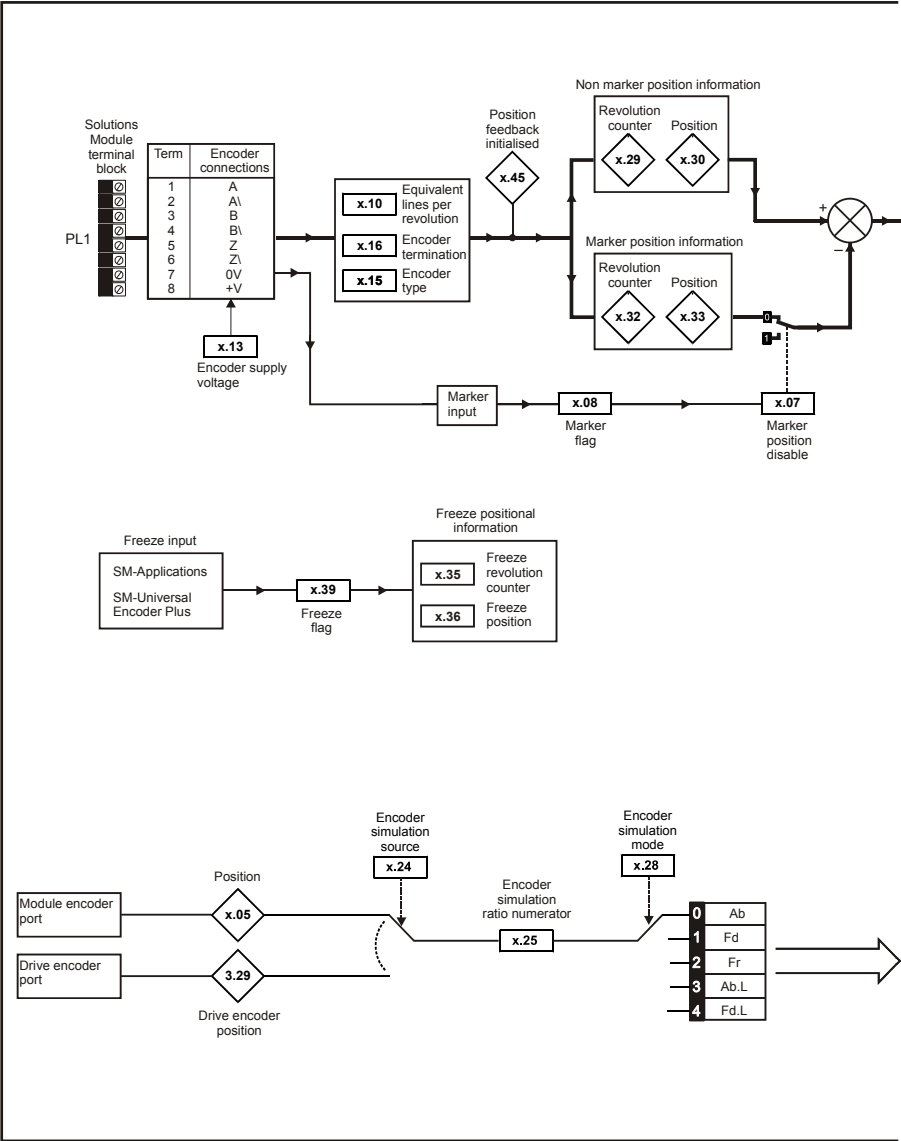 Non marker position information
Revolution
counter
Position
x.29
x.30
Position
feedback
initialised
x.45
Solutions
Module
terminal
block
PL1
Term
Encoder
connections
1 A
2 A\
3 B
4 B\
5 Z
6 Z\
7 0V
8 +V
x.10
Equivalent
lines per
revolution
x.16
Encoder
termination
x.15
Encoder
type
+
−
Marker position information
Revolution
counter
Position
x.32
x.33
0
1
x.13
Encoder supply
voltage
Marker
input
x.08
Marker
flag
x.07
Marker
position
disable
Freeze input
SM-Applications
SM-Universal
Encoder Plus
x.39
Freeze
flag
Freeze positional
information
x.35
Freeze
revolution
counter
x.36
Freeze
position
Encoder
simulation
source
x.24
Encoder
simulation
mode
x.28
Module encoder
port
Position
x.05
Encoder
simulation
ratio numerator
x.25
Drive encoder
port
3.29
Drive encoder
position
0 Ab
1 Fd
2 Fr
3 Ab.L
4 Fd.L